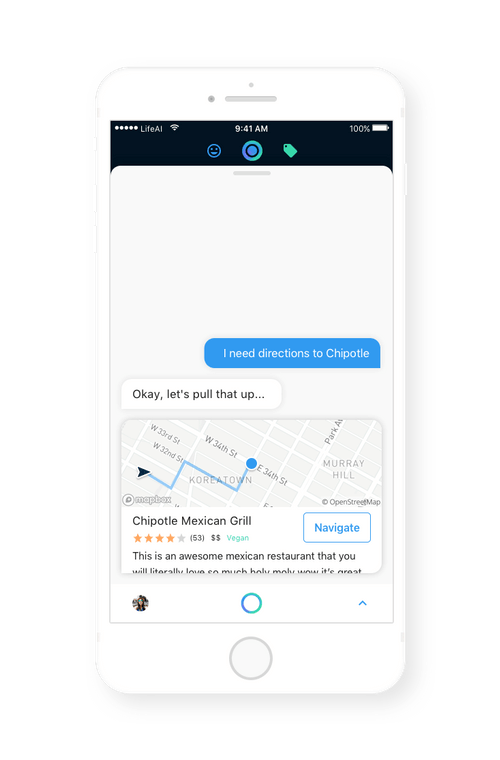 LifeAI
9:41 AM
100%
I need directions to Chipotle
Okay, let's pull that up...
W 33rd St
W 34th St
Park Av
W 32nd St
E 34th St
MURRAY
HILL
KOREATOWN
mapbox
© OpenStreetMap
Chipotle Mexican Grill
Navigate
(53) $$ Vegan
This is an awesome mexican restaurant that you
will literally love so much holy moly wow it's great